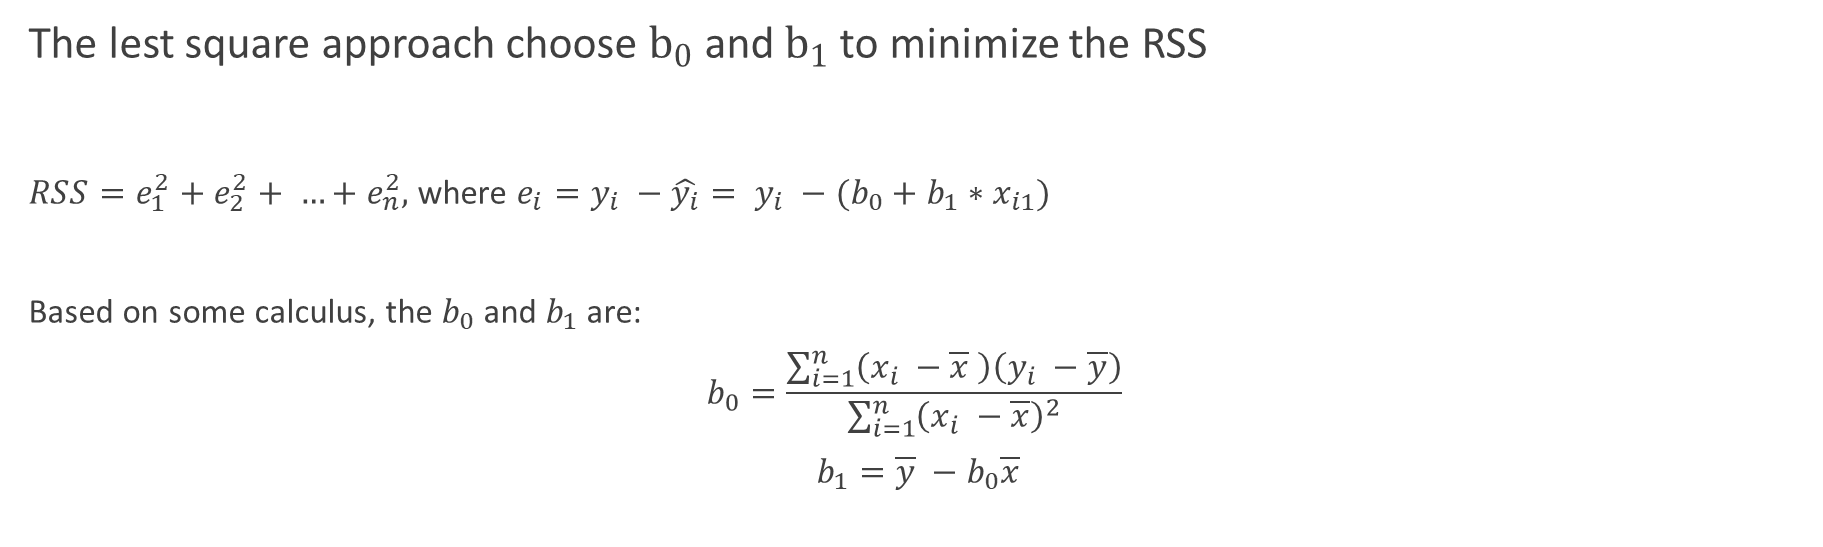 The lest square approach choose b₀ and b₁ to minimize the RSS
RSS = e₁² + e₂² + ... + eₙ², where eᵢ = yᵢ − ŷᵢ = yᵢ − (b₀ + b₁ * xᵢ₁)
Based on some calculus, the b₀ and b₁ are:
b₀ = ∑ⁿᵢ₌₁(xᵢ − x̅)(yᵢ − y̅) / ∑ⁿᵢ₌₁(xᵢ − x̅)²
b₁ = y̅ − b₀x̅